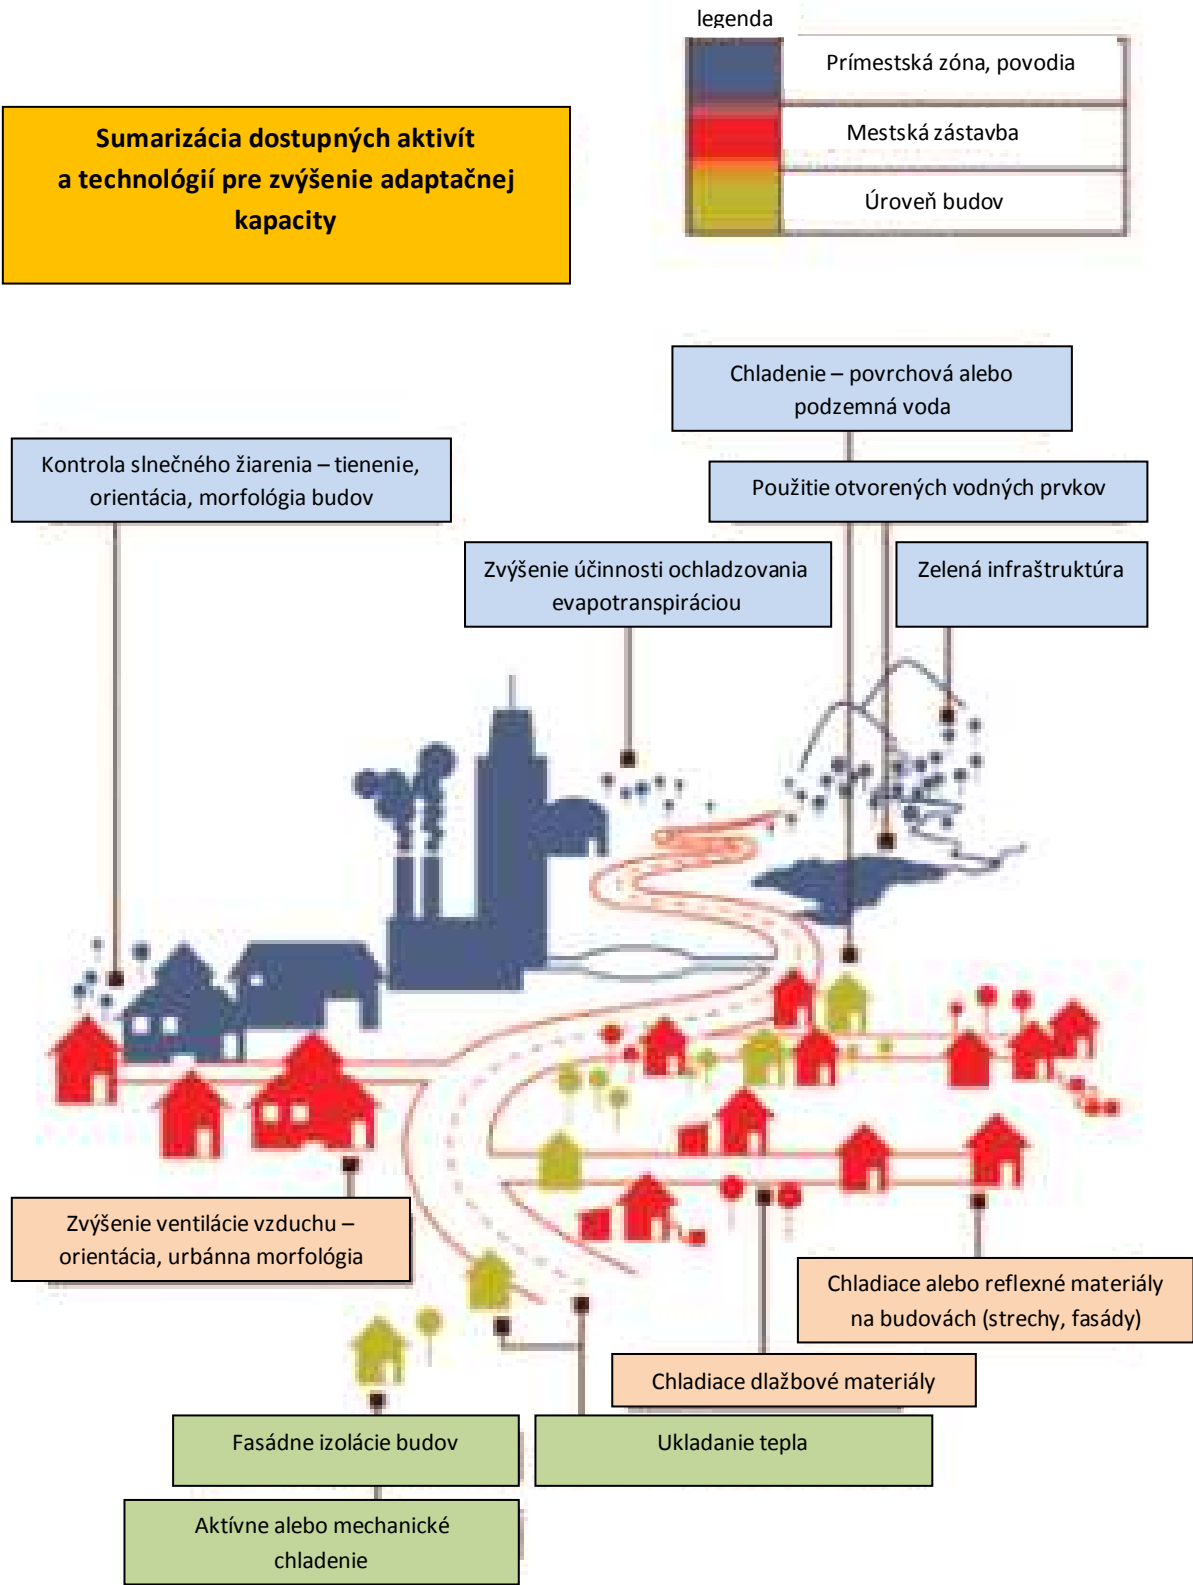 legenda
Prímestská zóna, povodia
Mestská zástavba
Úroveň budov
Sumarizácia dostupných aktivít
a technológií pre zvýšenie adaptačnej
kapacity
Chladenie – povrchová alebo
podzemná voda
Kontrola slnečného žiarenia – tienenie,
orientácia, morfológia budov
Použitie otvorených vodných prvkov
Zvýšenie účinnosti ochladzovania
evapotranspiráciou
Zelená infraštruktúra
Zvýšenie ventilácie vzduchu –
orientácia, urbánna morfológia
Chladiace alebo reflexné materiály
na budovách (strechy, fasády)
Chladiace dlažbové materiály
Fasádne izolácie budov
Ukladanie tepla
Aktívne alebo mechanické
chladenie